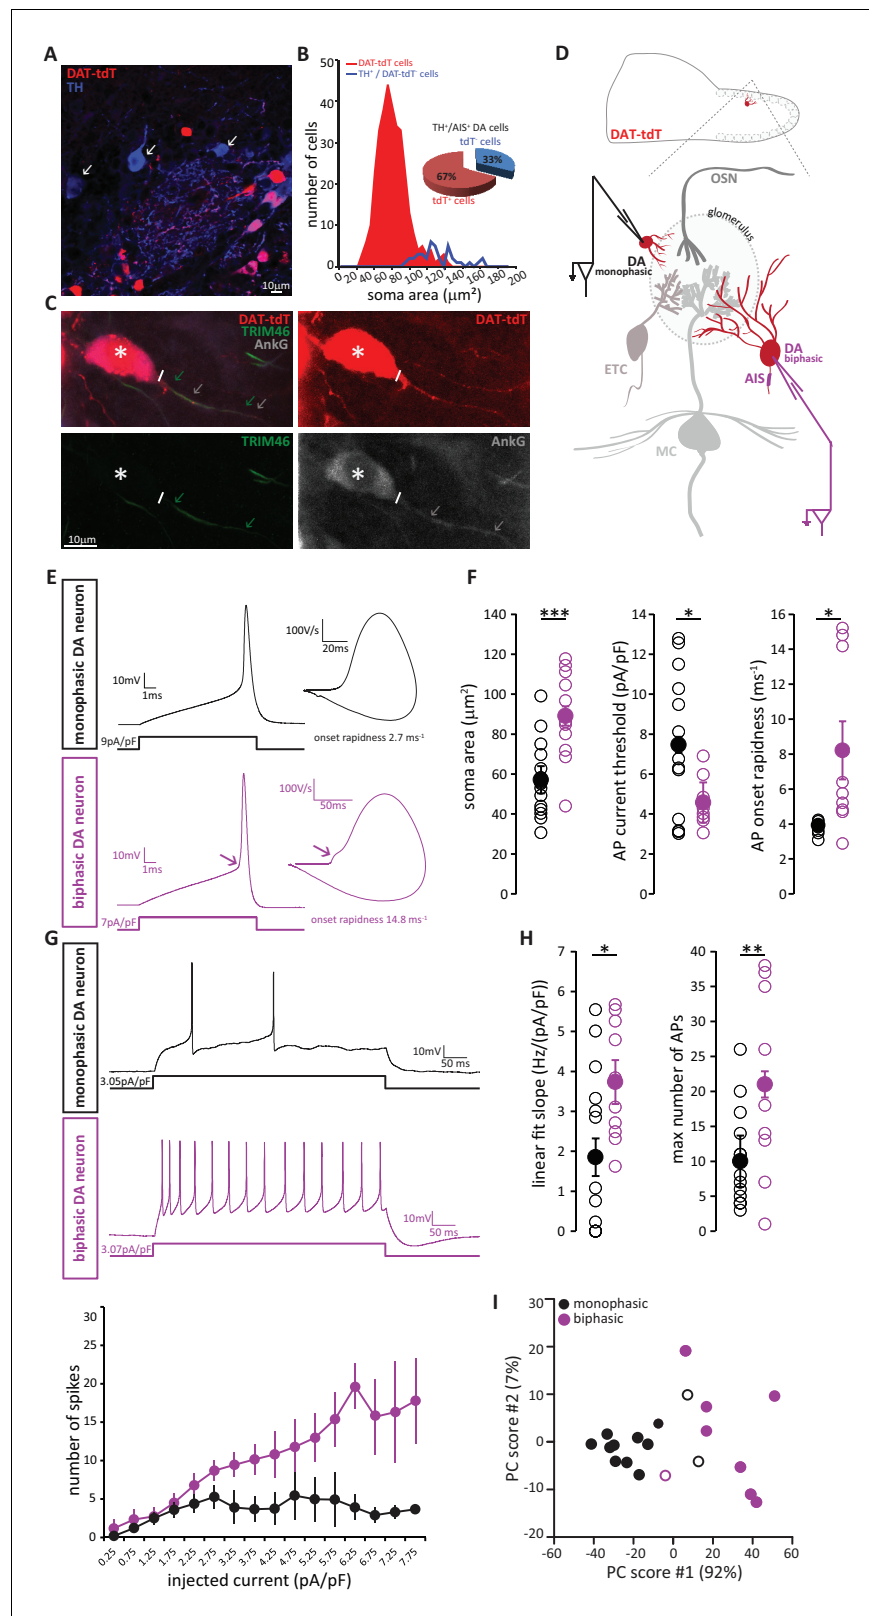 A
DAT-tdT
TH
10µm
B
DAT-tdT cells
TH⁺ / DAT-tdT⁻ cells
number of cells
50
40
30
20
10
0
TH⁺/AIS⁺ DA cells
tdT⁻ cells
33%
67%
tdT⁺ cells
0 20 40 60 80 100 120 140 160 180 200
soma area (µm²)
C
DAT-tdT
TRIM46
AnkG
*
DAT-tdT
*
TRIM46
*
10µm
AnkG
*
D
DAT-tdT
OSN
glomerulus
DA
monophasic
DA
biphasic
ETC
AIS
MC
E
monophasic DA neuron
10mV
1ms
100V/s
20ms
9pA/pF
onset rapidness 2.7 ms⁻¹
biphasic DA neuron
10mV
1ms
100V/s
50ms
7pA/pF
onset rapidness 14.8 ms⁻¹
F
soma area (µm²)
140
120
100
80
60
40
20
0
***
AP current threshold (pA/pF)
14
12
10
8
6
4
2
0
*
AP onset rapidness (ms⁻¹)
16
14
12
10
8
6
4
2
0
*
G
monophasic DA neuron
10mV
50 ms
3.05pA/pF
biphasic DA neuron
10mV
50 ms
3.07pA/pF
H
linear fit slope (Hz/(pA/pF))
7
6
5
4
3
2
1
0
*
max number of APs
40
35
30
25
20
15
10
5
0
**
number of spikes
30
25
20
15
10
5
0
0.25 0.75 1.25 1.75 2.25 2.75 3.25 3.75 4.25 4.75 5.25 5.75 6.25 6.75 7.25 7.75
injected current (pA/pF)
I
monophasic
biphasic
PC score #2 (7%)
30
20
10
0
-10
-20
-60 -40 -20 0 20 40 60
PC score #1 (92%)